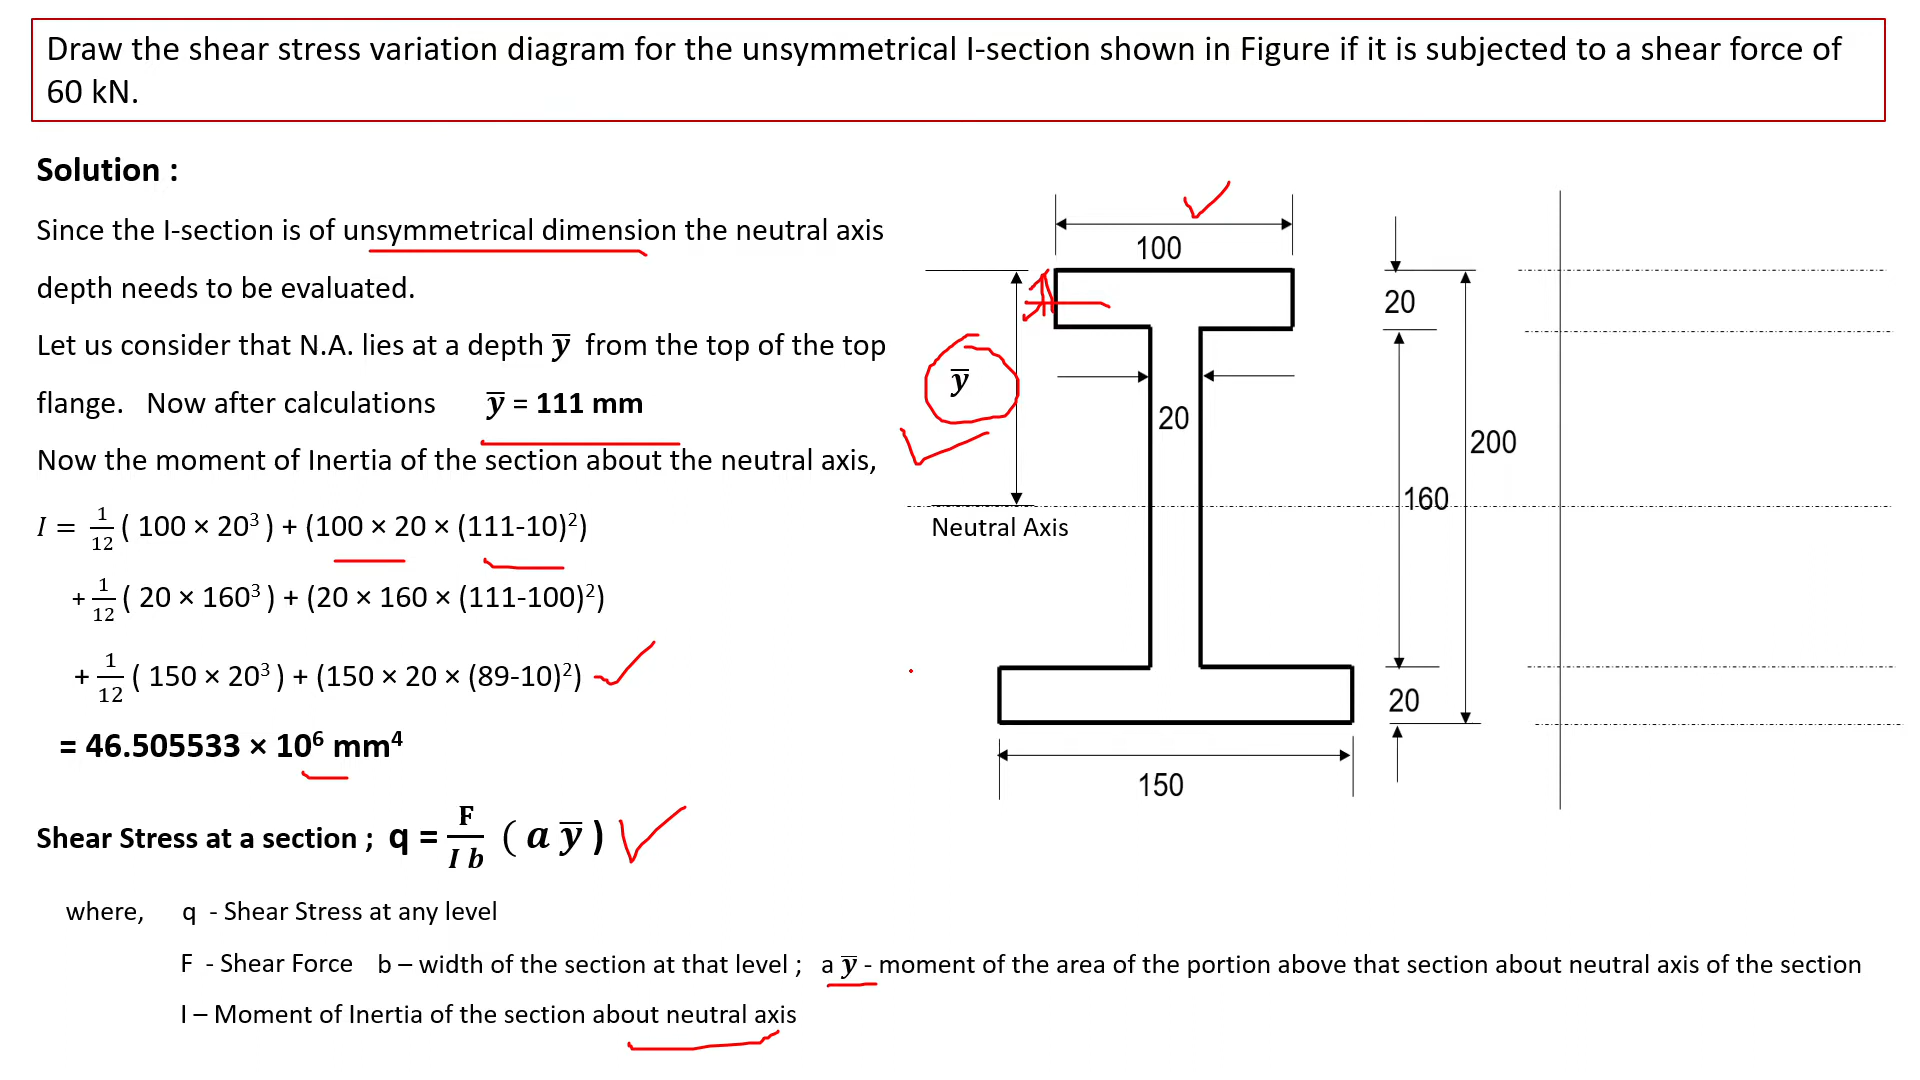 Draw the shear stress variation diagram for the unsymmetrical I-section shown in Figure if it is subjected to a shear force of
60 kN.
Solution :
Since the I-section is of unsymmetrical dimension the neutral axis
depth needs to be evaluated.
Let us consider that N.A. lies at a depth y̅ from the top of the top
flange. Now after calculations y̅ = 111 mm
Now the moment of Inertia of the section about the neutral axis,
I = 1/12 ( 100 × 20³ ) + (100 × 20 × (111-10)²)
+ 1/12 ( 20 × 160³ ) + (20 × 160 × (111-100)²)
+ 1/12 ( 150 × 20³ ) + (150 × 20 × (89-10)²)
= 46.505533 × 10⁶ mm⁴
Shear Stress at a section ; q = F/I b ( a y̅ )
where, q - Shear Stress at any level
F - Shear Force b – width of the section at that level ; a y̅ - moment of the area of the portion above that section about neutral axis of the section
I – Moment of Inertia of the section about neutral axis
100
20
y̅
20
200
160
Neutral Axis
20
150